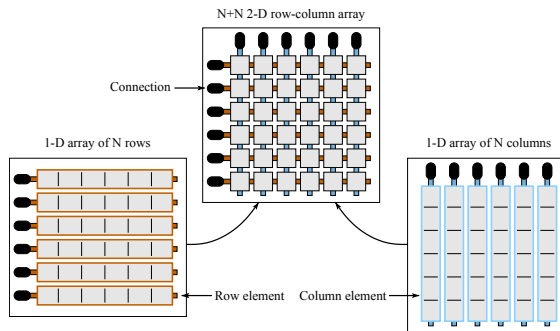 N+N 2-D row-column array
Connection
1-D array of N rows
1-D array of N columns
Row element
Column element